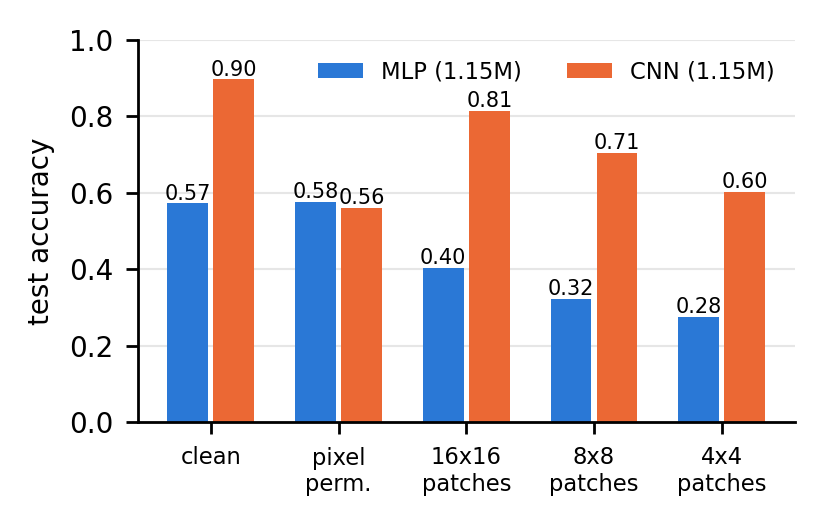 test accuracy
1.0
0.8
0.6
0.4
0.2
0.0
MLP (1.15M)
CNN (1.15M)
0.57
0.90
0.58
0.56
0.40
0.81
0.32
0.71
0.28
0.60
clean
pixel
perm.
16x16
patches
8x8
patches
4x4
patches